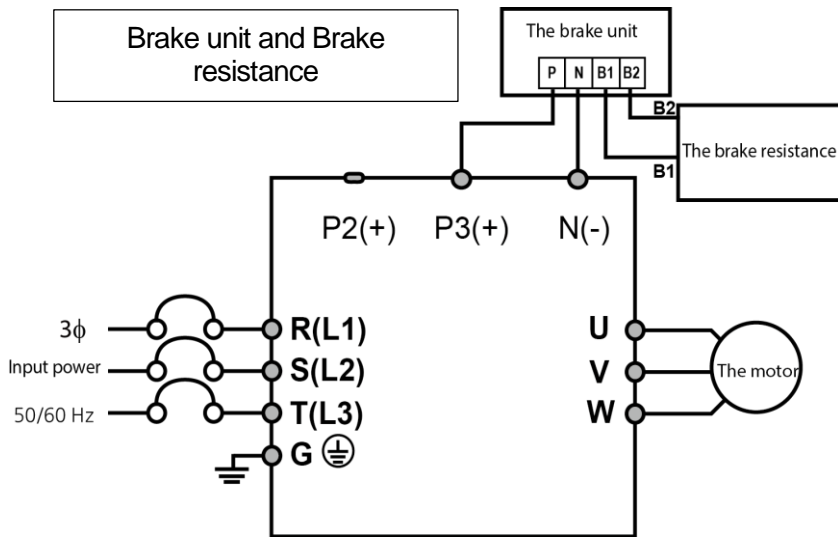 Brake unit and Brake
resistance
The brake unit
P N B1 B2
B2
The brake resistance
B1
P2(+) P3(+) N(-)
3ϕ R(L1) U
Input power S(L2) V The motor
50/60 Hz T(L3) W
G